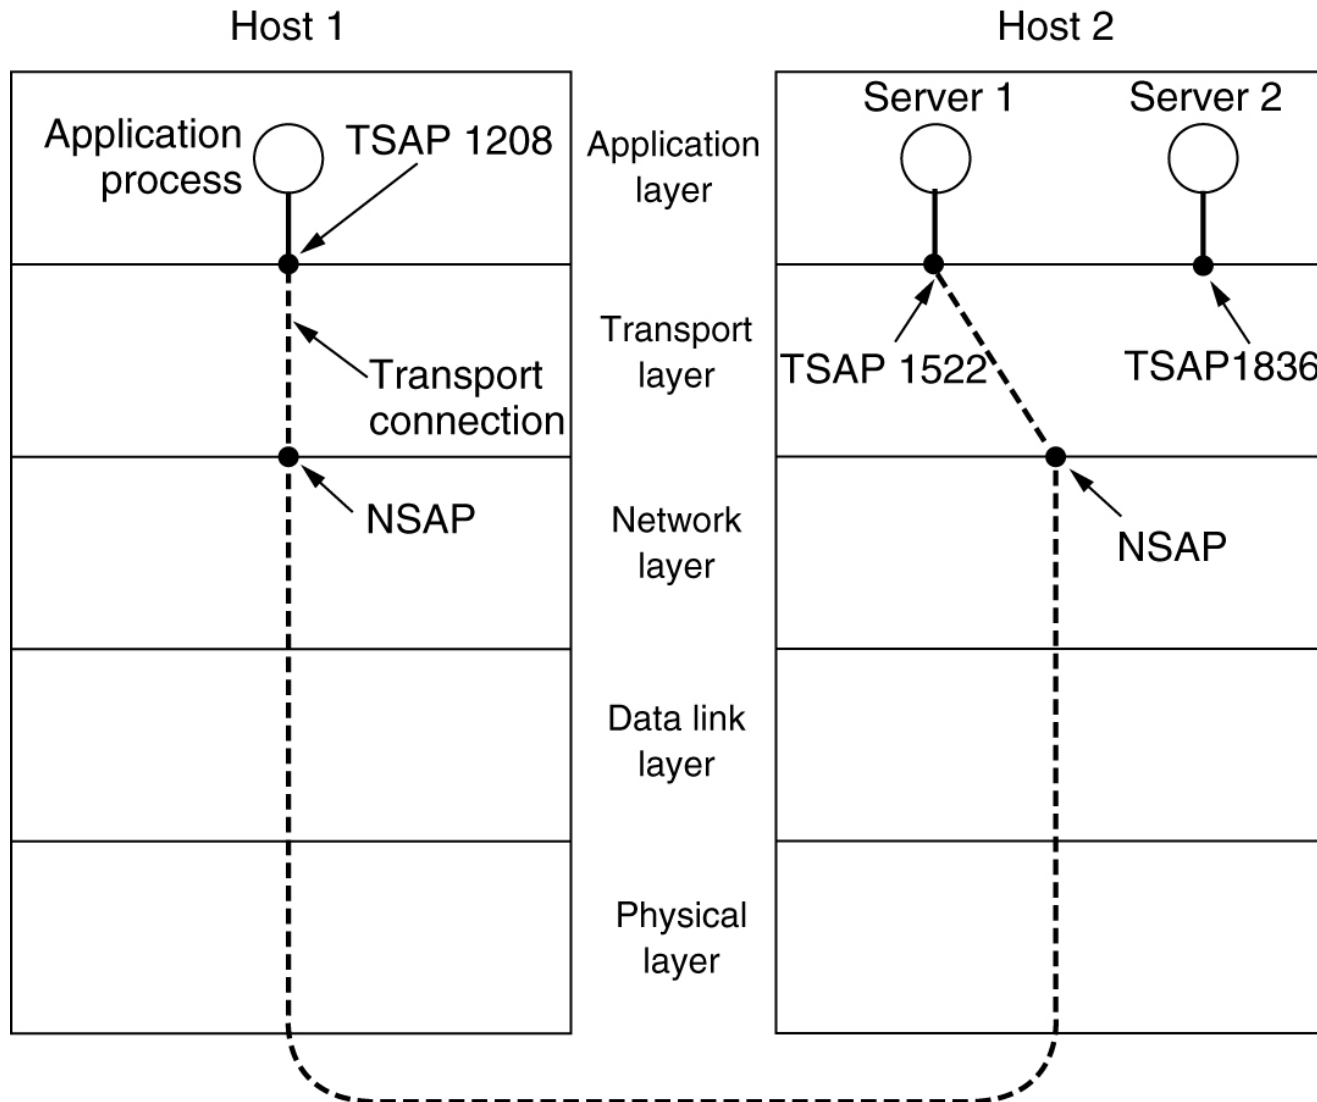 Host 1
Host 2
Application
process
TSAP 1208
Application
layer
Server 1
Server 2
Transport
connection
Transport
layer
TSAP 1522
TSAP1836
NSAP
Network
layer
NSAP
Data link
layer
Physical
layer